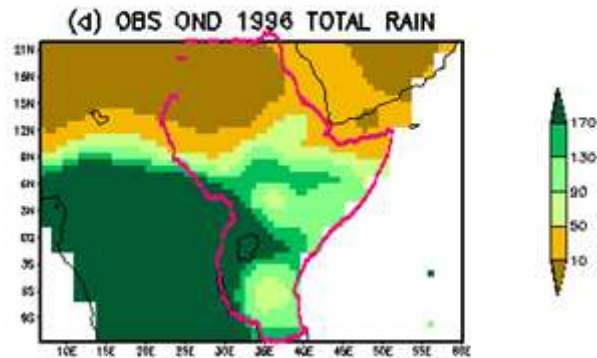 (d) OBS OND 1996 TOTAL RAIN
21N
18N
15N
12N
9N
6N
3N
EQ
3S
6S
9S
10E 15E 20E 25E 30E 35E 40E 45E 50E 55E 60E
170
130
90
50
10